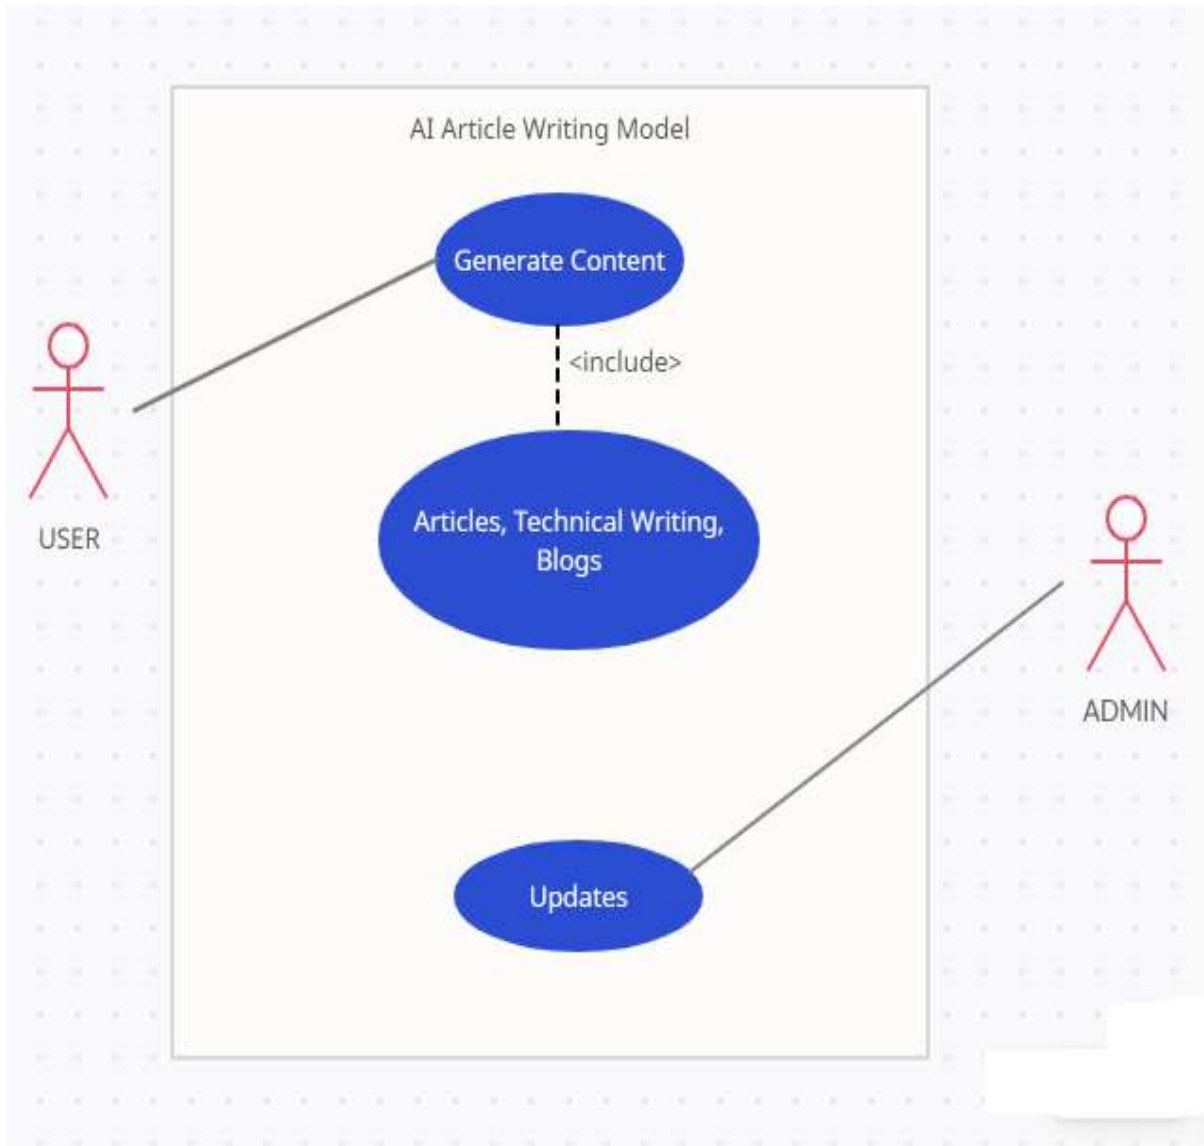 AI Article Writing Model
Generate Content
<include>
Articles, Technical Writing,
Blogs
USER
ADMIN
Updates